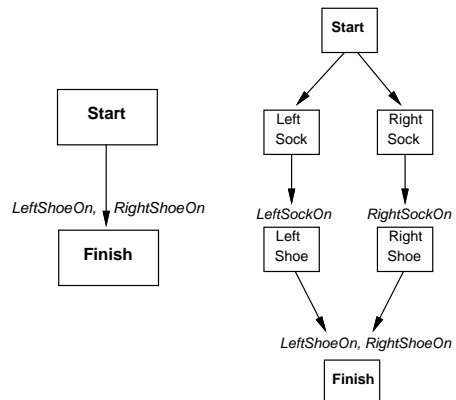 Start
LeftShoeOn, RightShoeOn
Finish
Start
Left
Sock
Right
Sock
LeftSockOn
RightSockOn
Left
Shoe
Right
Shoe
LeftShoeOn, RightShoeOn
Finish